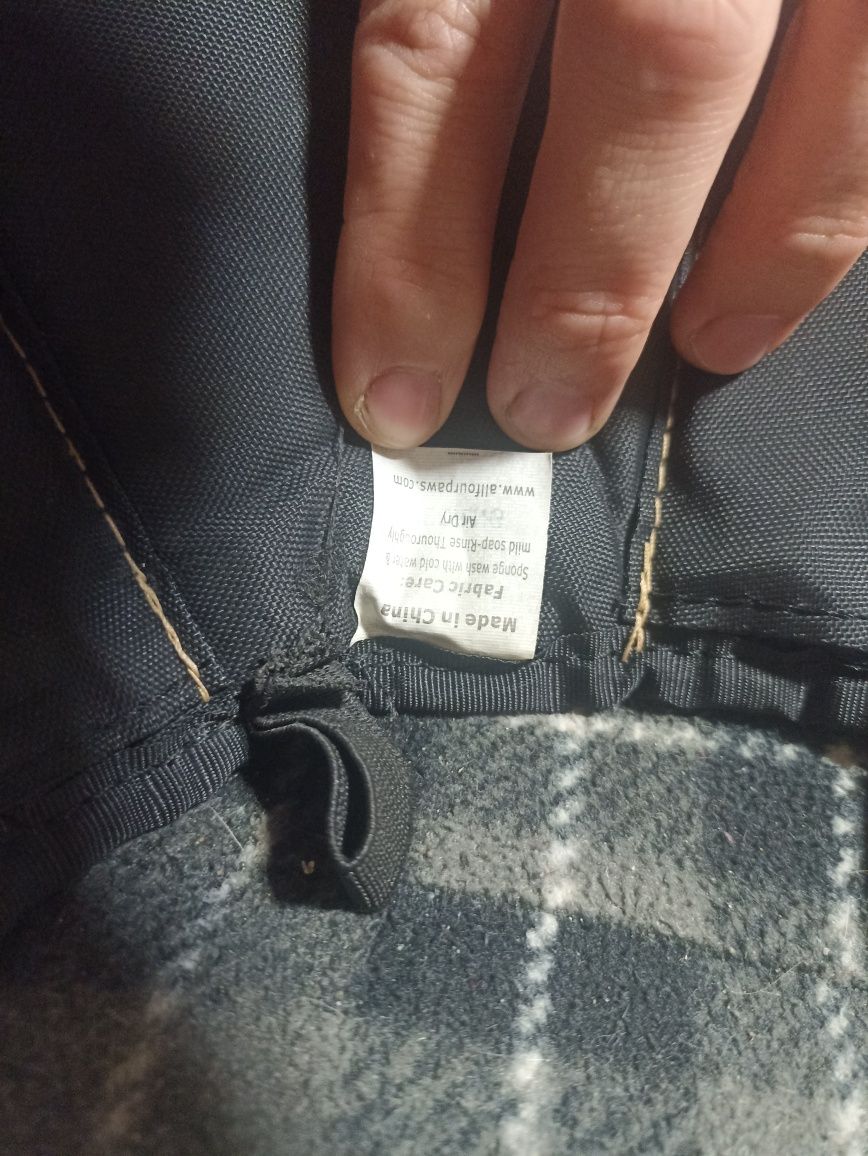 Made in China
Fabric Care:
Sponge wash with cold water &
mild soap-Rinse Thouroughly
Air Dry
www.allfourpaws.com